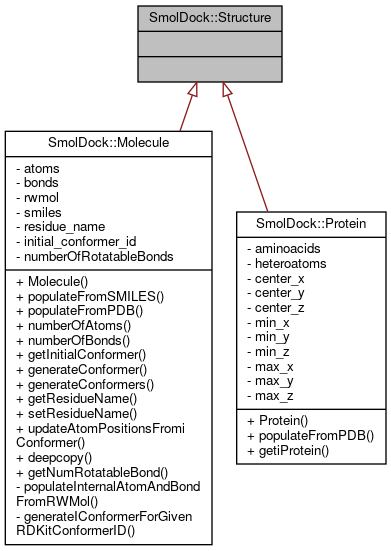 SmolDock::Structure
SmolDock::Molecule
- atoms
- bonds
- rwmol
- smiles
- residue_name
- initial_conformer_id
- numberOfRotatableBonds
+ Molecule()
+ populateFromSMILES()
+ populateFromPDB()
+ numberOfAtoms()
+ numberOfBonds()
+ getInitialConformer()
+ generateConformer()
+ generateConformers()
+ getResidueName()
+ setResidueName()
+ updateAtomPositionsFromi
Conformer()
+ deepcopy()
+ getNumRotatableBond()
- populateInternalAtomAndBond
FromRWMol()
- generateIConformerForGiven
RDKitConformerID()
SmolDock::Protein
- aminoacids
- heteroatoms
- center_x
- center_y
- center_z
- min_x
- min_y
- min_z
- max_x
- max_y
- max_z
+ Protein()
+ populateFromPDB()
+ getiProtein()